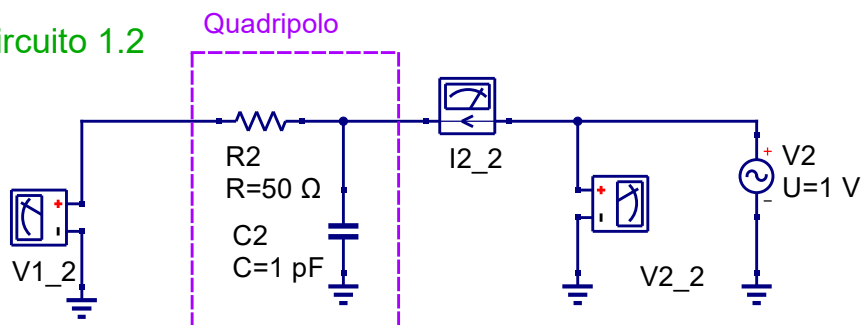 Quadripolo
ircuito 1.2
R2
R=50 Ω
C2
C=1 pF
I2_2
V2
U=1 V
V1_2
V2_2